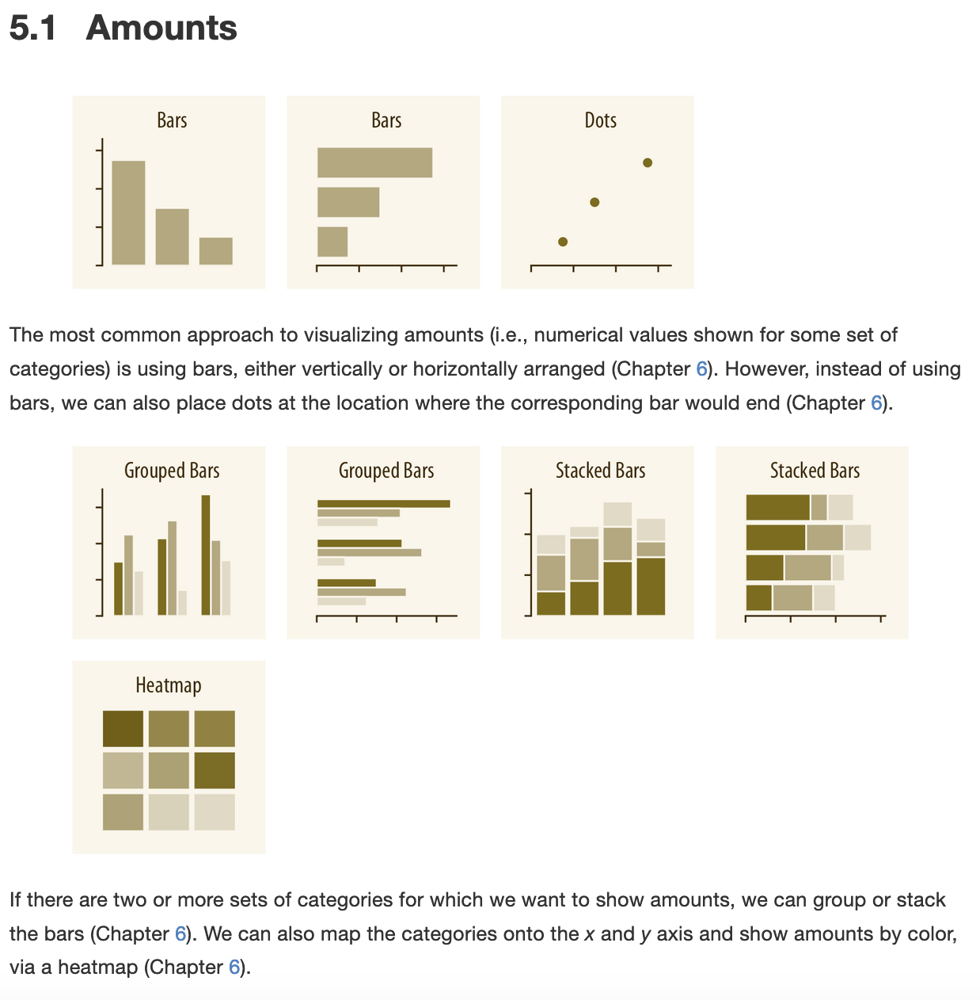 5.1 Amounts
Bars
Bars
Dots
The most common approach to visualizing amounts (i.e., numerical values shown for some set of
categories) is using bars, either vertically or horizontally arranged (Chapter 6). However, instead of using
bars, we can also place dots at the location where the corresponding bar would end (Chapter 6).
Grouped Bars
Grouped Bars
Stacked Bars
Stacked Bars
Heatmap
If there are two or more sets of categories for which we want to show amounts, we can group or stack
the bars (Chapter 6). We can also map the categories onto the x and y axis and show amounts by color,
via a heatmap (Chapter 6).